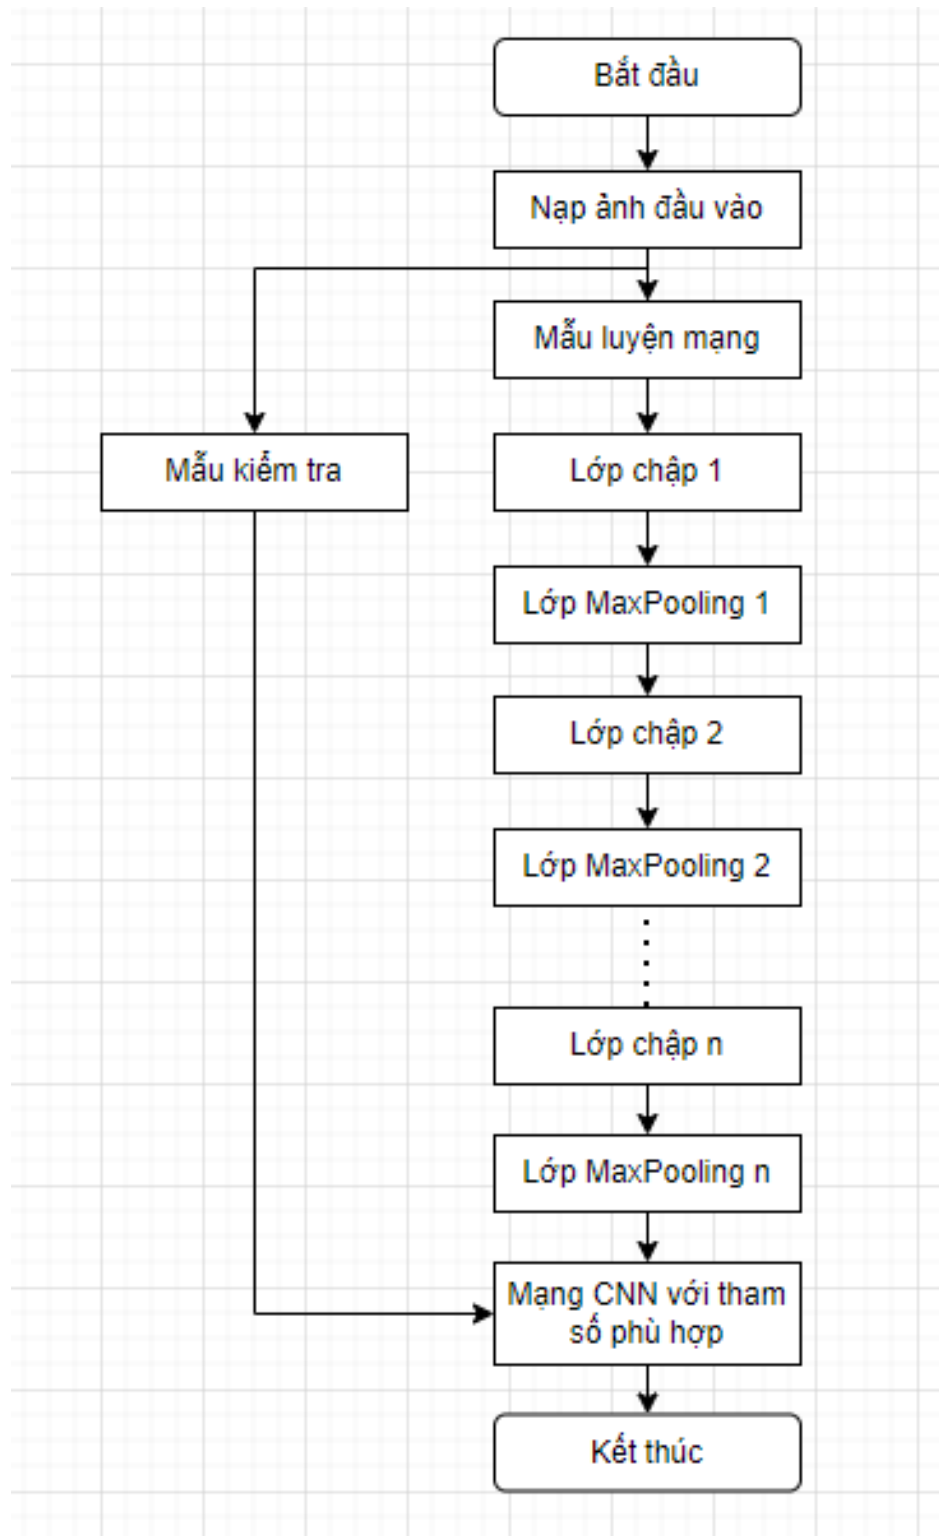 Bắt đầu
Nạp ảnh đầu vào
Mẫu luyện mạng
Mẫu kiểm tra
Lớp chập 1
Lớp MaxPooling 1
Lớp chập 2
Lớp MaxPooling 2
Lớp chập n
Lớp MaxPooling n
Mạng CNN với tham
số phù hợp
Kết thúc